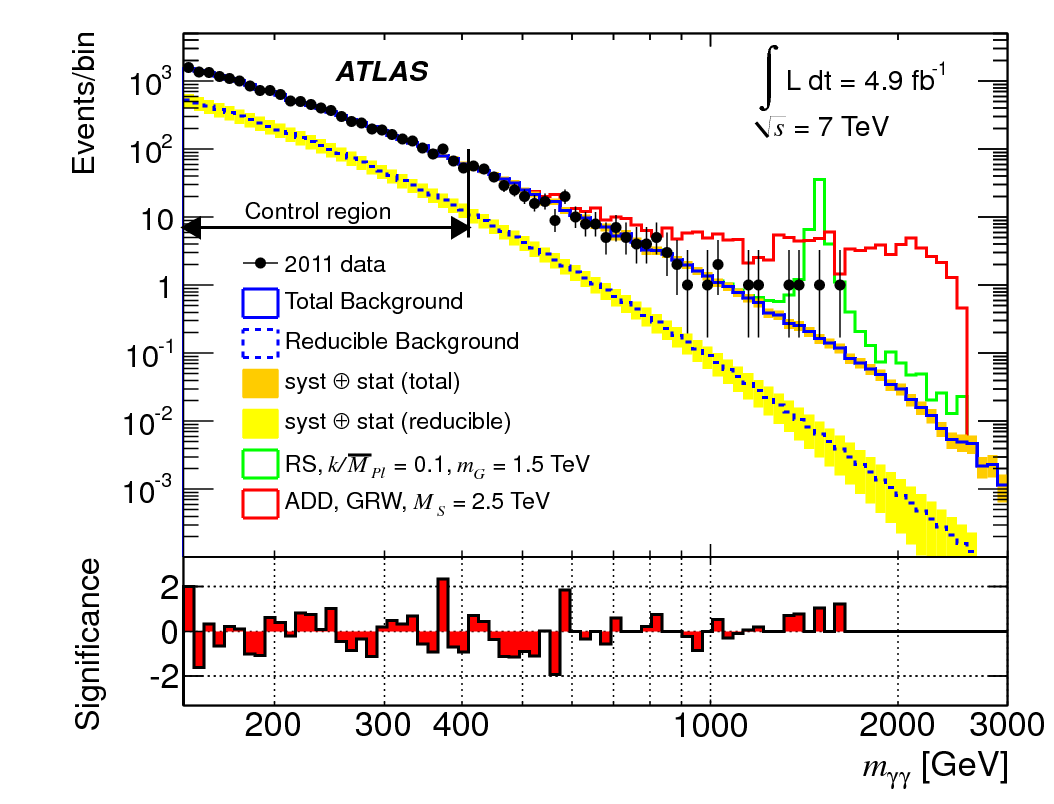 Events/bin
10³
10²
10
1
10⁻¹
10⁻²
10⁻³
ATLAS
∫ L dt = 4.9 fb⁻¹
√s = 7 TeV
Control region
2011 data
Total Background
Reducible Background
syst ⊕ stat (total)
syst ⊕ stat (reducible)
RS, k/M̅_Pl = 0.1, m_G = 1.5 TeV
ADD, GRW, M_S = 2.5 TeV
Significance
2
0
-2
200 300 400 1000 2000 3000
m_γγ [GeV]